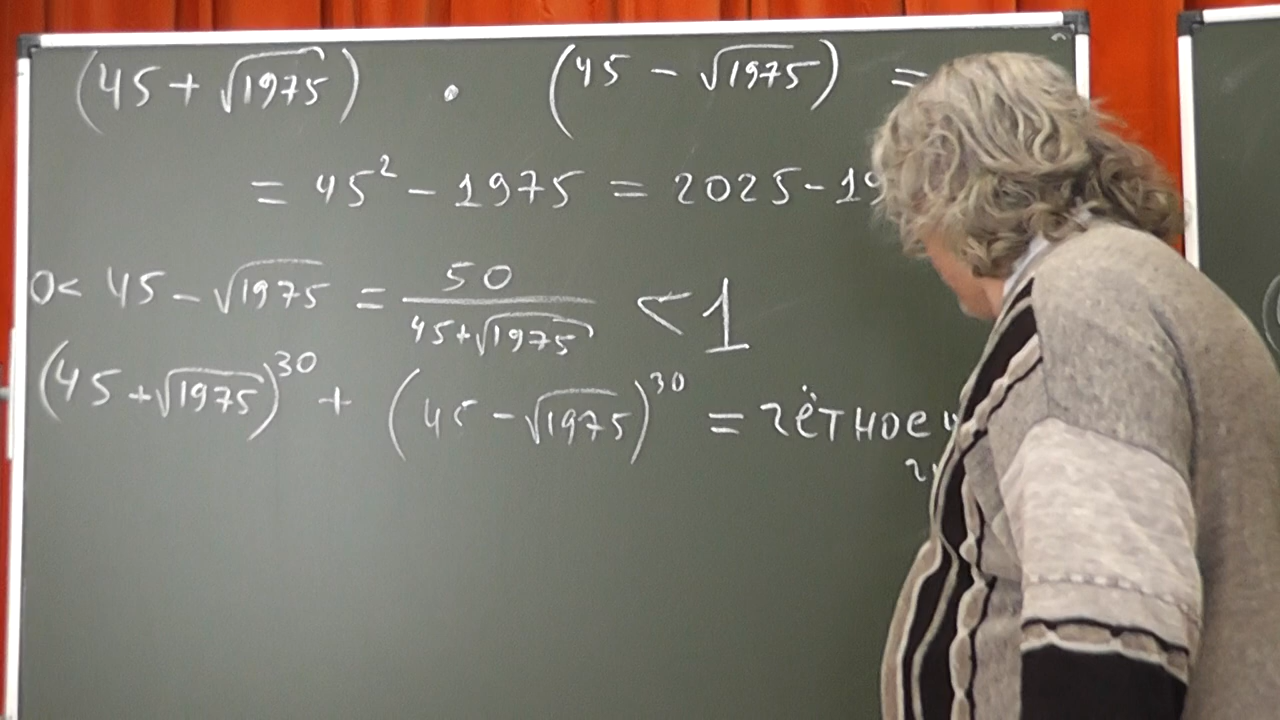 (45 + √1975) · (45 − √1975) =
= 45² − 1975 = 2025 - 19
0 < 45 − √1975 = 50/(45+√1975) < 1
(45 + √1975)³⁰ + (45 − √1975)³⁰ = чётное